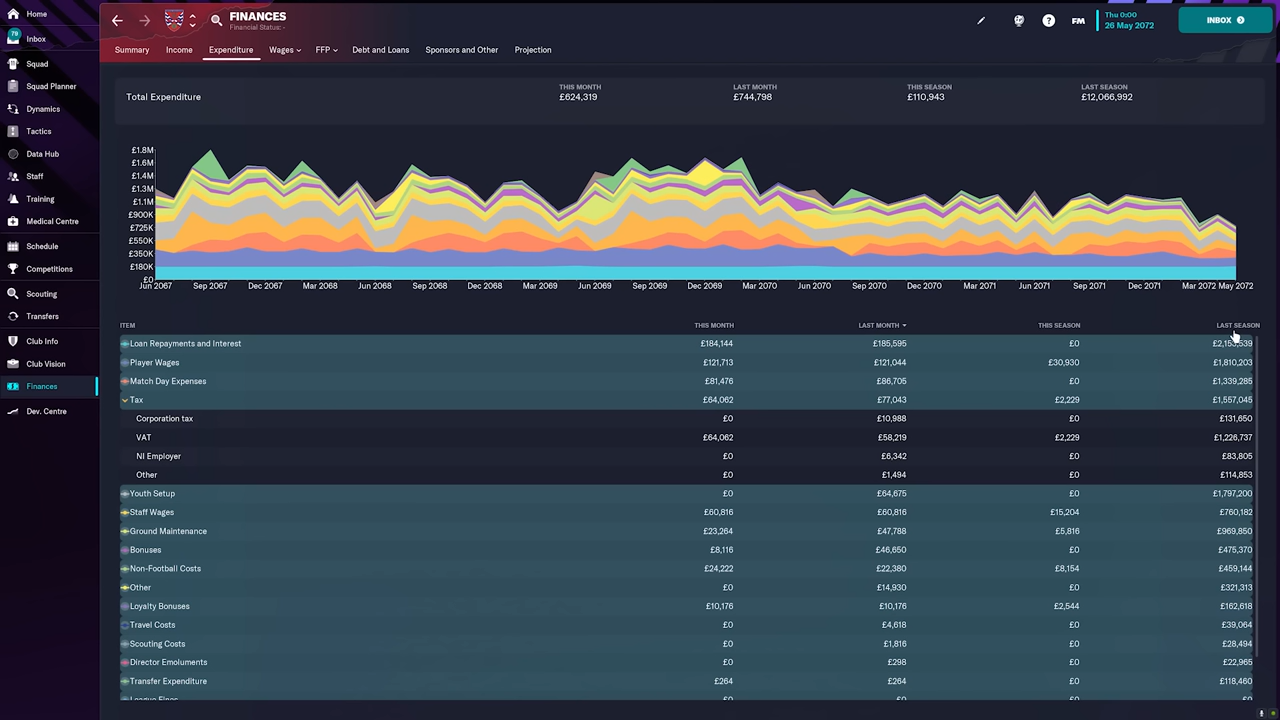 Home
79
Inbox
Squad
Squad Planner
Dynamics
Tactics
Data Hub
Staff
Training
Medical Centre
Schedule
Competitions
Scouting
Transfers
Club Info
Club Vision
Finances
Dev. Centre
FINANCES
Financial Status: -
FM
Thu 0:00
26 May 2072
INBOX
Summary Income Expenditure Wages FFP Debt and Loans Sponsors and Other Projection
Total Expenditure
THIS MONTH LAST MONTH THIS SEASON LAST SEASON
£624,319 £744,798 £110,943 £12,066,992
£1.8M
£1.6M
£1.4M
£1.3M
£1.1M
£900K
£725K
£550K
£350K
£180K
£0
Jun 2067 Sep 2067 Dec 2067 Mar 2068 Jun 2068 Sep 2068 Dec 2068 Mar 2069 Jun 2069 Sep 2069 Dec 2069 Mar 2070 Jun 2070 Sep 2070 Dec 2070 Mar 2071 Jun 2071 Sep 2071 Dec 2071 Mar 2072 May 2072
ITEM THIS MONTH LAST MONTH THIS SEASON LAST SEASON
Loan Repayments and Interest £184,144 £185,595 £0
Player Wages £121,713 £121,044 £30,930 £1,810,203
Match Day Expenses £81,476 £86,705 £0 £1,339,285
Tax £64,062 £77,043 £2,229 £1,557,045
Corporation tax £0 £10,988 £0 £131,650
VAT £64,062 £58,219 £2,229 £1,226,737
NI Employer £0 £6,342 £0 £83,805
Other £0 £1,494 £0 £114,853
Youth Setup £0 £64,675 £0 £1,797,200
Staff Wages £60,816 £60,816 £15,204 £760,182
Ground Maintenance £23,264 £47,788 £5,816 £969,850
Bonuses £8,116 £46,650 £0 £475,370
Non-Football Costs £24,222 £22,380 £8,154 £459,144
Other £0 £14,930 £0 £321,313
Loyalty Bonuses £10,176 £10,176 £2,544 £162,618
Travel Costs £0 £4,618 £0 £39,064
Scouting Costs £0 £1,816 £0 £28,494
Director Emoluments £0 £298 £0 £22,965
Transfer Expenditure £264 £264 £0 £118,460
League Fines £0 £0 £0 £0